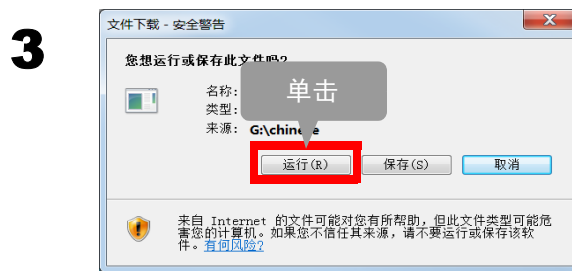 3
文件下载 - 安全警告
您想运行或保存此文件吗?
单击
名称:
类型:
来源: G:\chinese
运行(R) 保存(S) 取消
来自 Internet 的文件可能对您有所帮助，但此文件类型可能危
害您的计算机。如果您不信任其来源，请不要运行或保存该软
件。有何风险?